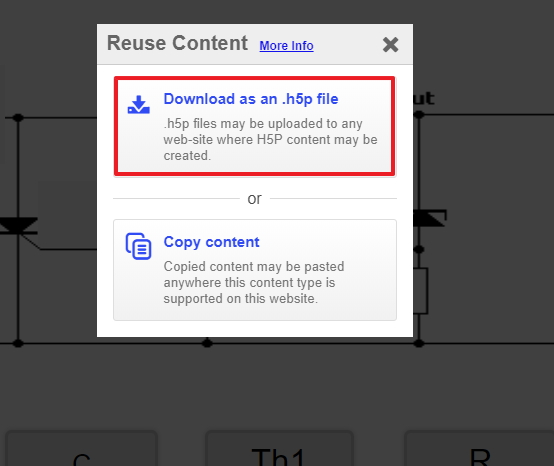 Reuse Content More Info
Download as an .h5p file
.h5p files may be uploaded to any
web-site where H5P content may be
created.
or
Copy content
Copied content may be pasted
anywhere this content type is
supported on this website.
C
Th1
R